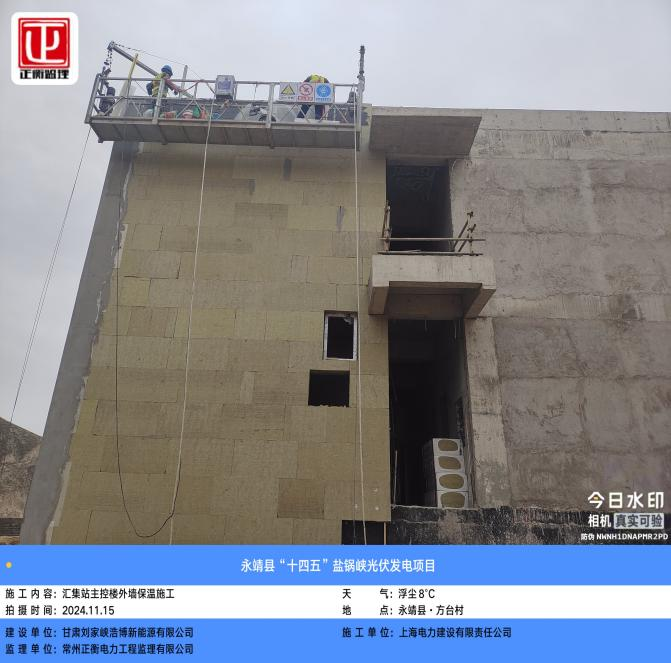 正衡监理
今日水印
相机 真实可验
防伪 NWNH1DNAPMR2PD
永靖县“十四五”盐锅峡光伏发电项目
施工内容：汇集站主控楼外墙保温施工
天 气：浮尘 8℃
拍摄时间：2024.11.15
地 点：永靖县·方台村
建设单位：甘肃刘家峡浩博新能源有限公司
施工单位：上海电力建设有限责任公司
监理单位：常州正衡电力工程监理有限公司